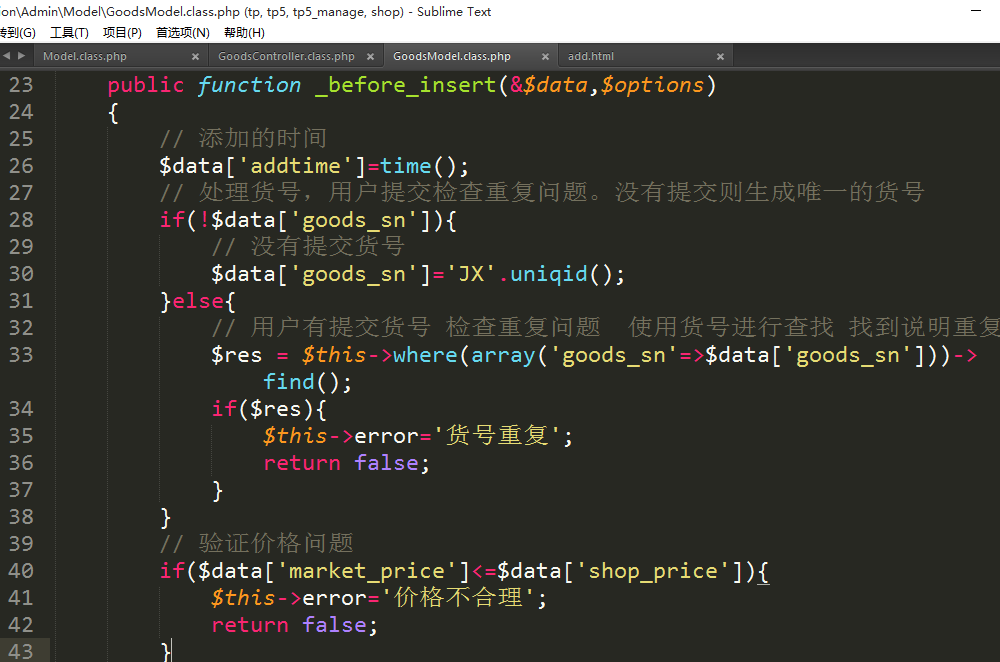 ion\Admin\Model\GoodsModel.class.php (tp, tp5, tp5_manage, shop) - Sublime Text
转到(G) 工具(T) 项目(P) 首选项(N) 帮助(H)
Model.class.php × GoodsController.class.php × GoodsModel.class.php × add.html ×
23 public function _before_insert(&$data,$options)
24 {
25 // 添加的时间
26 $data['addtime']=time();
27 // 处理货号，用户提交检查重复问题。没有提交则生成唯一的货号
28 if(!$data['goods_sn']){
29 // 没有提交货号
30 $data['goods_sn']='JX'.uniqid();
31 }else{
32 // 用户有提交货号 检查重复问题 使用货号进行查找 找到说明重复
33 $res = $this->where(array('goods_sn'=>$data['goods_sn']))->
find();
34 if($res){
35 $this->error='货号重复';
36 return false;
37 }
38 }
39 // 验证价格问题
40 if($data['market_price']<=$data['shop_price']){
41 $this->error='价格不合理';
42 return false;
43 }